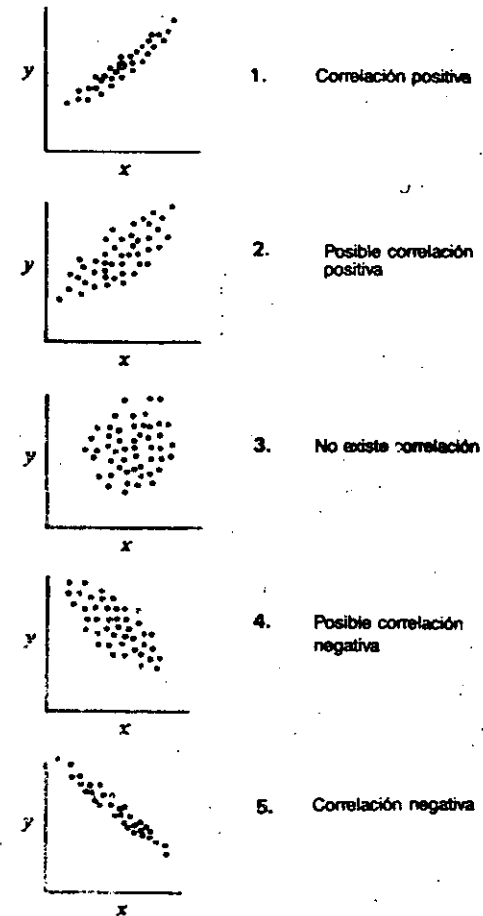 y
1. Correlación positiva
x
y
2. Posible correlación
positiva
x
y
3. No existe correlación
x
y
4. Posible correlación
negativa
x
y
5. Correlación negativa
x